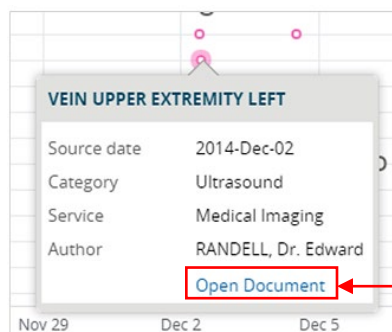 VEIN UPPER EXTREMITY LEFT
Source date 2014-Dec-02
Category Ultrasound
Service Medical Imaging
Author RANDELL, Dr. Edward
Open Document
Nov 29 Dec 2 Dec 5